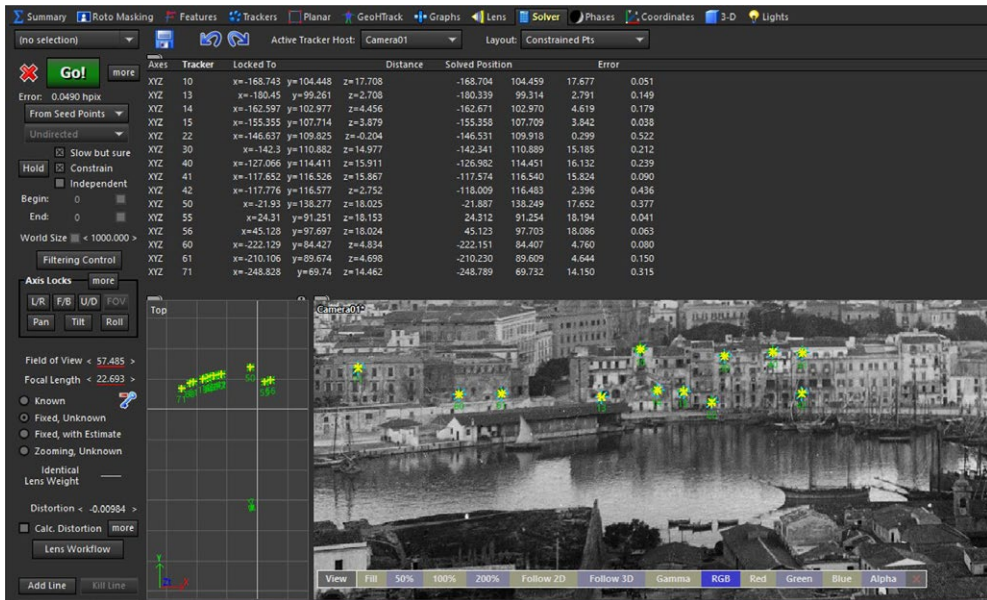 Summary Roto Masking Features Trackers Planar GeoHTrack Graphs Lens Solver Phases Coordinates 3-D Lights
(no selection) Active Tracker Host: Camera01 Layout: Constrained Pts
Go! more
Error: 0.0490 hpix
From Seed Points
Undirected
Slow but sure
Hold Constrain
Independent
Begin: 0
End: 0
World Size < 1000.000 >
Filtering Control
Axis Locks more
L/R F/B U/D FOV
Pan Tilt Roll
Field of View < 57.485 >
Focal Length < 22.693 >
Known
Fixed, Unknown
Fixed, with Estimate
Zooming, Unknown
Identical
Lens Weight
Distortion < -0.00984 >
Calc. Distortion more
Lens Workflow
Add Line Kill Line
Axes Tracker Locked To Distance Solved Position Error
XYZ 10 x=-168.743 y=104.448 z=17.708 -168.704 104.459 17.677 0.051
XYZ 13 x=-180.45 y=99.261 z=2.708 -180.339 99.314 2.791 0.149
XYZ 14 x=-162.597 y=102.977 z=4.456 -162.671 102.970 4.619 0.179
XYZ 15 x=-155.355 y=107.714 z=3.879 -155.358 107.709 3.842 0.038
XYZ 22 x=-146.637 y=109.825 z=-0.204 -146.531 109.918 0.299 0.522
XYZ 30 x=-142.3 y=110.882 z=14.977 -142.341 110.889 15.185 0.212
XYZ 40 x=-127.066 y=114.411 z=15.911 -126.982 114.451 16.132 0.239
XYZ 41 x=-117.652 y=116.526 z=15.867 -117.574 116.540 15.824 0.090
XYZ 42 x=-117.776 y=116.577 z=2.752 -118.009 116.483 2.396 0.436
XYZ 50 x=-21.93 y=138.277 z=18.025 -21.887 138.249 17.652 0.377
XYZ 55 x=24.31 y=91.251 z=18.153 24.312 91.254 18.194 0.041
XYZ 56 x=45.128 y=97.697 z=18.024 45.123 97.703 18.086 0.063
XYZ 60 x=-222.129 y=84.427 z=4.834 -222.151 84.407 4.760 0.080
XYZ 61 x=-210.106 y=89.674 z=4.698 -210.230 89.609 4.644 0.150
XYZ 71 x=-248.828 y=69.74 z=14.462 -248.789 69.732 14.150 0.315
Top
50
71
Y
X
Camera01*
13
View Fill 50% 100% 200% Follow 2D Follow 3D Gamma RGB Red Green Blue Alpha X